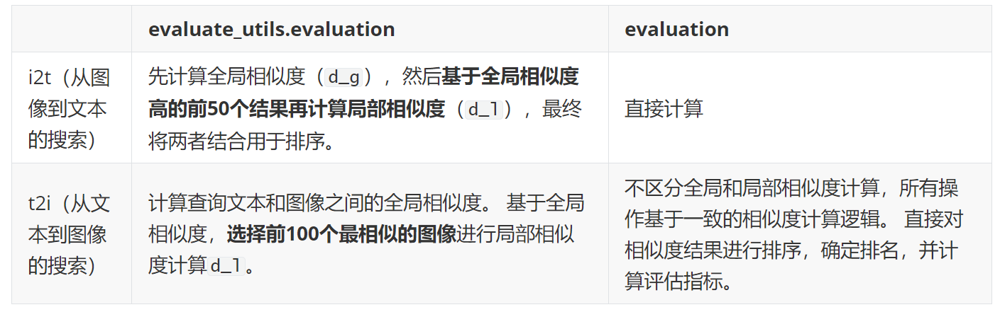 evaluate_utils.evaluation
evaluation
i2t（从图
像到文本
的搜索）
先计算全局相似度（d_g），然后基于全局相似度
高的前50个结果再计算局部相似度（d_l），最终
将两者结合用于排序。
直接计算
t2i（从文
本到图像
的搜索）
计算查询文本和图像之间的全局相似度。 基于全局
相似度，选择前100个最相似的图像进行局部相似
度计算d_l。
不区分全局和局部相似度计算，所有操
作基于一致的相似度计算逻辑。 直接对
相似度结果进行排序，确定排名，并计
算评估指标。